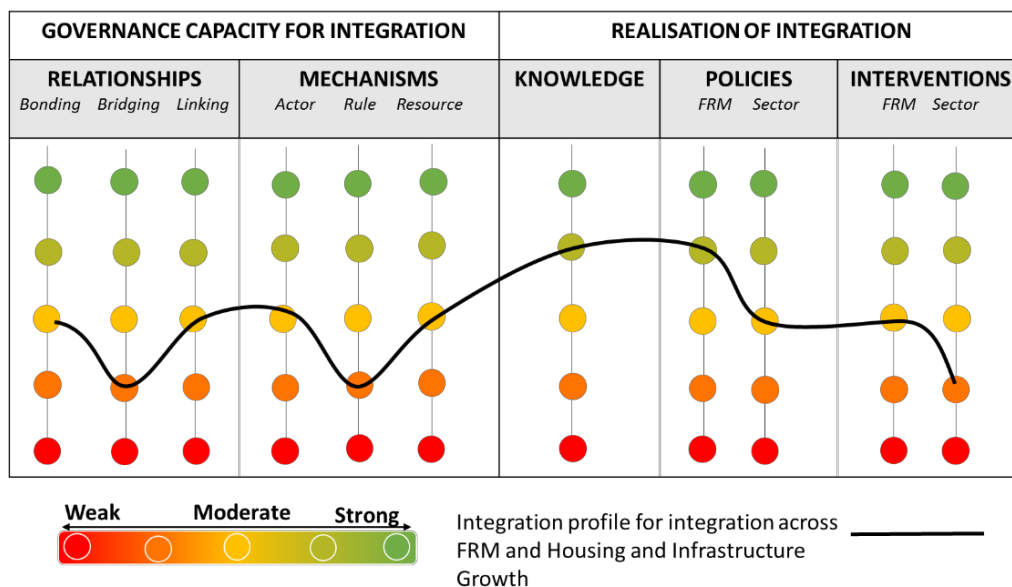 GOVERNANCE CAPACITY FOR INTEGRATION REALISATION OF INTEGRATION
RELATIONSHIPS MECHANISMS KNOWLEDGE POLICIES INTERVENTIONS
Bonding Bridging Linking Actor Rule Resource FRM Sector FRM Sector
Weak Moderate Strong
Integration profile for integration across
FRM and Housing and Infrastructure
Growth